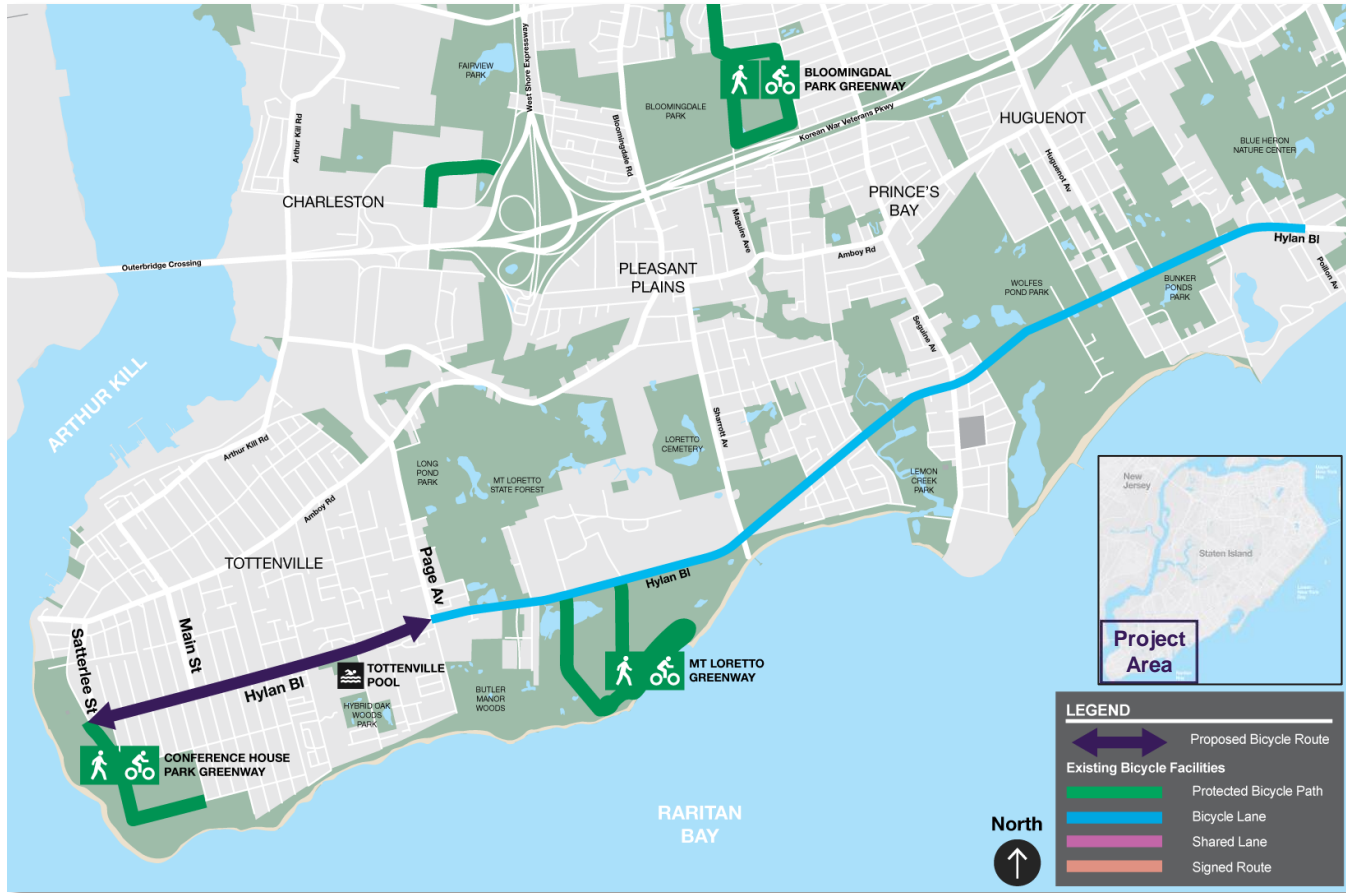 FAIRVIEW
PARK
West Shore Expressway
Arthur Kill Rd
Bloomingdale Rd
BLOOMINGDALE
PARK
BLOOMINGDAL
PARK GREENWAY
Korean War Veterans Pkwy
HUGUENOT
Huguenot Av
BLUE HERON
NATURE CENTER
CHARLESTON
PRINCE'S
BAY
Maguire Ave
Amboy Rd
Hylan Bl
Poillon Av
Outerbridge Crossing
PLEASANT
PLAINS
WOLFES
POND PARK
BUNKER
PONDS
PARK
Seguine Av
ARTHUR KILL
Arthur Kill Rd
Sharrott Av
LORETTO
CEMETERY
LONG
POND
PARK
MT LORETTO
STATE FOREST
LEMON
CREEK
PARK
Amboy Rd
TOTTENVILLE
Page Av
Hylan Bl
Satterlee St
Main St
Hylan Bl
TOTTENVILLE
POOL
HYBRID OAK
WOODS
PARK
BUTLER
MANOR
WOODS
MT LORETTO
GREENWAY
CONFERENCE HOUSE
PARK GREENWAY
RARITAN
BAY
North
New
Jersey
Staten Island
Project
Area
LEGEND
Proposed Bicycle Route
Existing Bicycle Facilities
Protected Bicycle Path
Bicycle Lane
Shared Lane
Signed Route